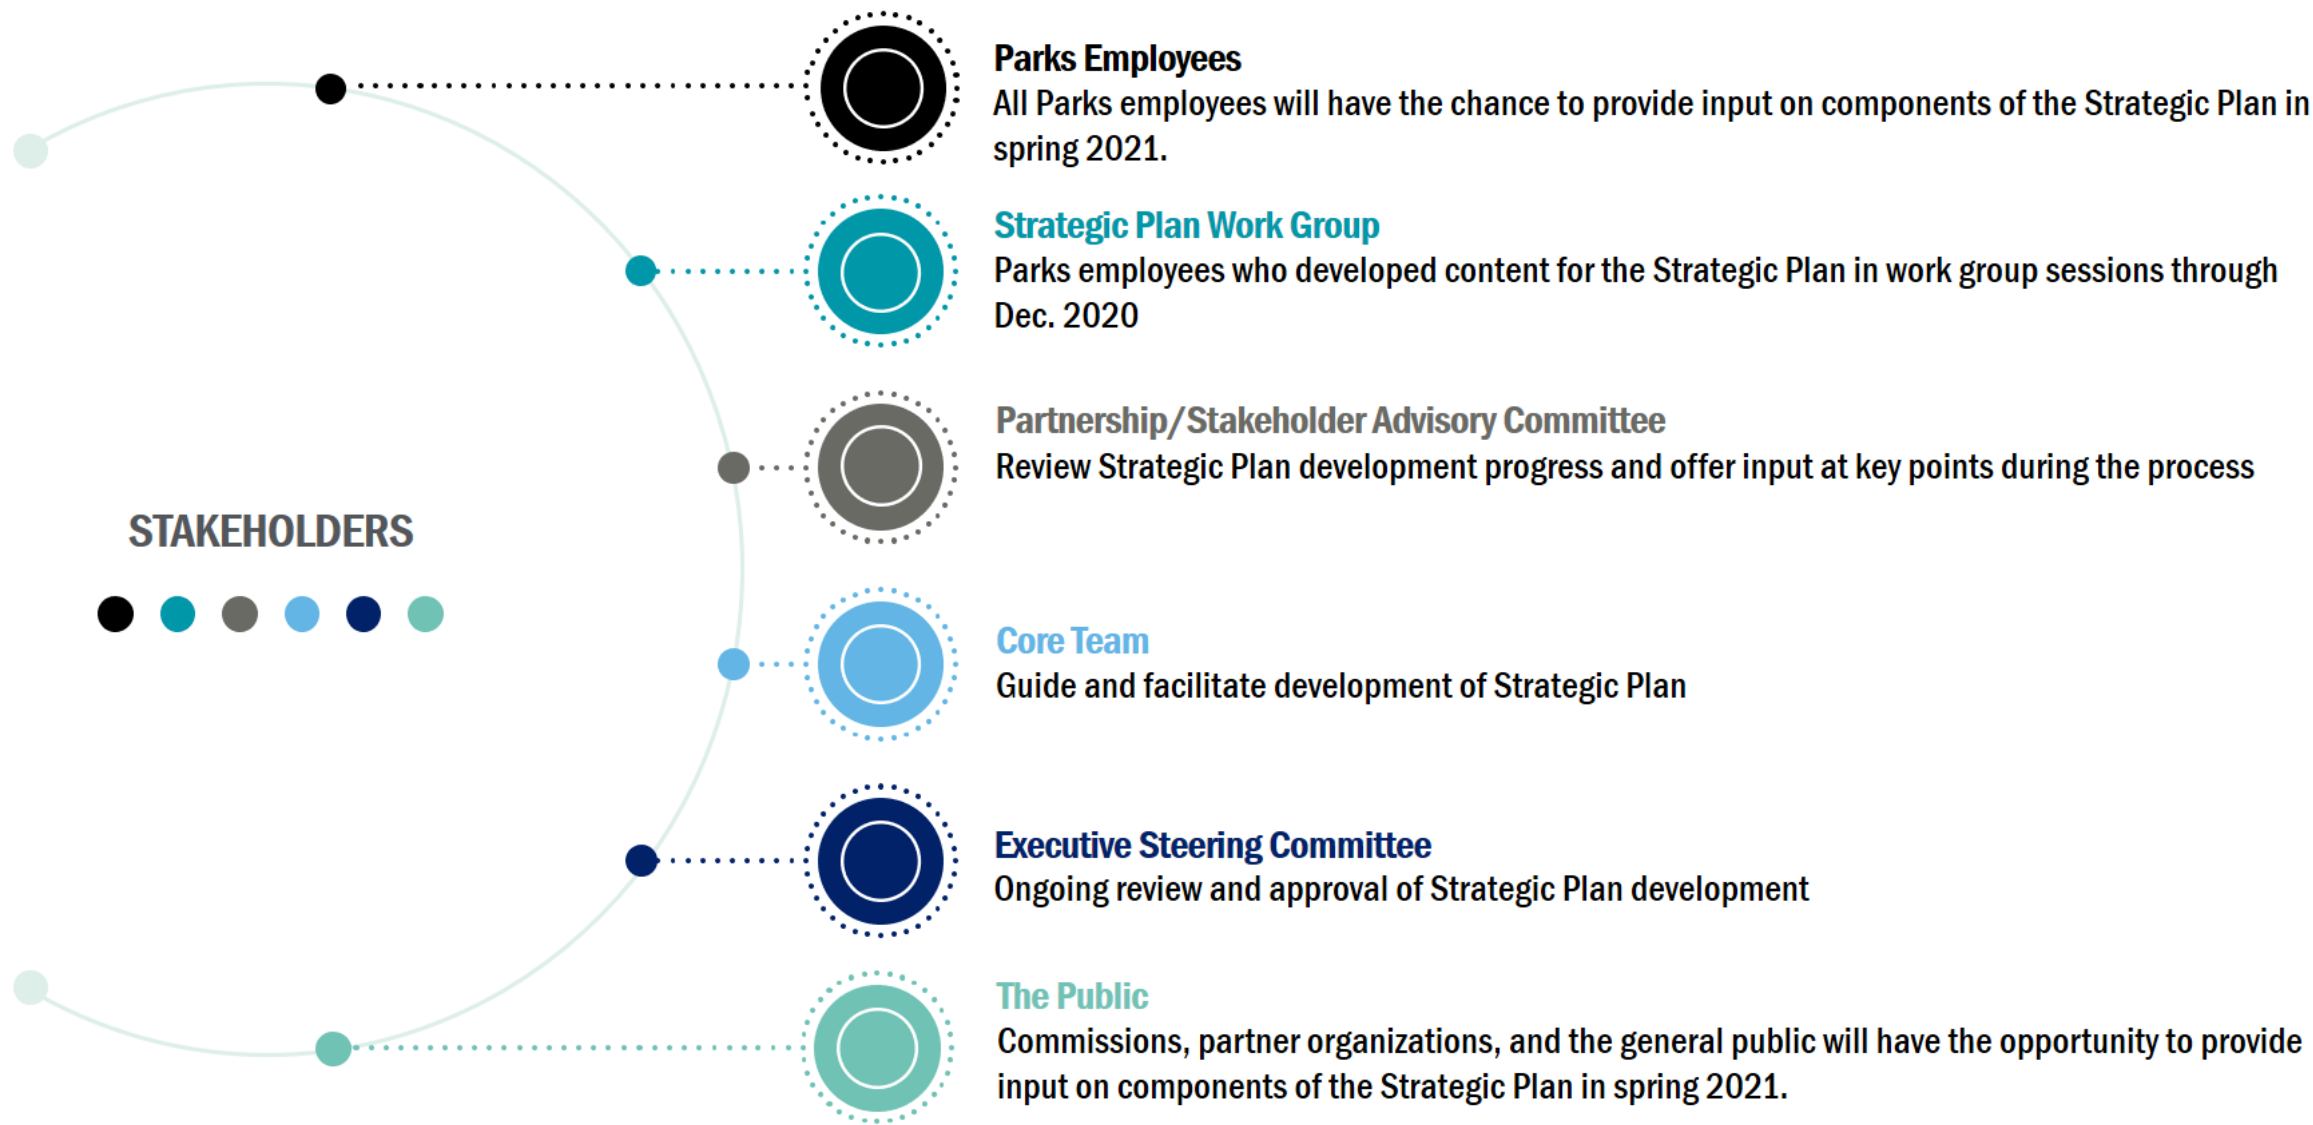 Parks Employees
All Parks employees will have the chance to provide input on components of the Strategic Plan in
spring 2021.
Strategic Plan Work Group
Parks employees who developed content for the Strategic Plan in work group sessions through
Dec. 2020
Partnership/Stakeholder Advisory Committee
Review Strategic Plan development progress and offer input at key points during the process
STAKEHOLDERS
Core Team
Guide and facilitate development of Strategic Plan
Executive Steering Committee
Ongoing review and approval of Strategic Plan development
The Public
Commissions, partner organizations, and the general public will have the opportunity to provide
input on components of the Strategic Plan in spring 2021.